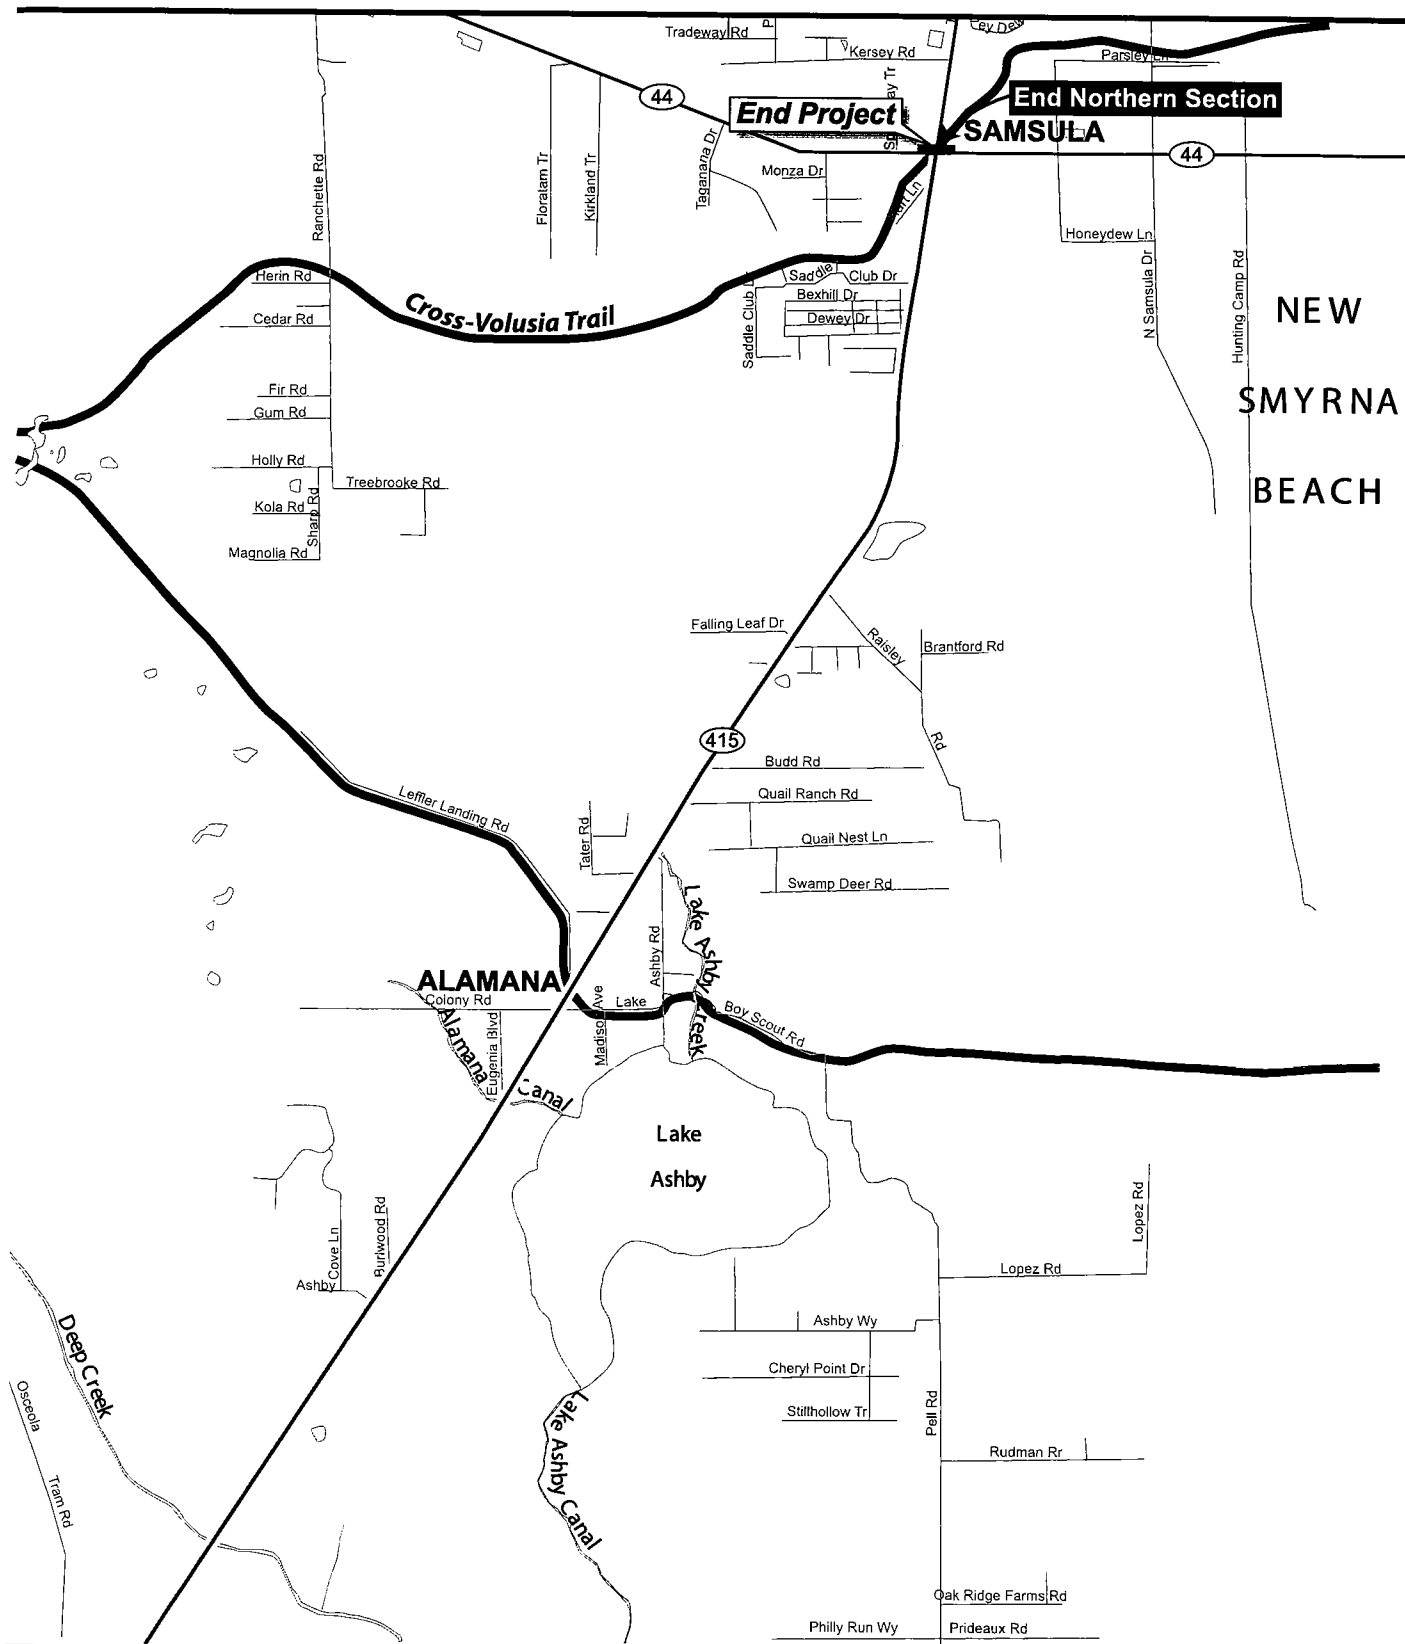 Tradeway Rd
Kersey Rd
Parsley Ln
44
End Project
End Northern Section
SAMSULA
44
Ranchette Rd
Floralam Tr
Kirkland Tr
Taganana Dr
Monza Dr
Honeydew Ln
N Samsula Dr
Hunting Camp Rd
NEW
SMYRNA
BEACH
Herin Rd
Cedar Rd
Cross-Volusia Trail
Saddle Club Dr
Saddle Club
Bexhill Dr
Dewey Dr
Fir Rd
Gum Rd
Holly Rd
Treebrooke Rd
Kola Rd
Sharp Rd
Magnolia Rd
Falling Leaf Dr
Raisley Rd
Brantford Rd
415
Budd Rd
Quail Ranch Rd
Leffler Landing Rd
Tater Rd
Quail Nest Ln
Swamp Deer Rd
Lake Ashby Creek
Ashby Rd
ALAMANA
Colony Rd
Lake
Madison Ave
Boy Scout Rd
Eugenia Blvd
Alamana Canal
Lake
Ashby
Lopez Rd
Lopez Rd
Burlwood Rd
Ashby Cove Ln
Ashby Wy
Cheryl Point Dr
Stillhollow Tr
Pell Rd
Rudman Rr
Deep Creek
Osceola Tram Rd
Lake Ashby Canal
Oak Ridge Farms Rd
Philly Run Wy
Prideaux Rd